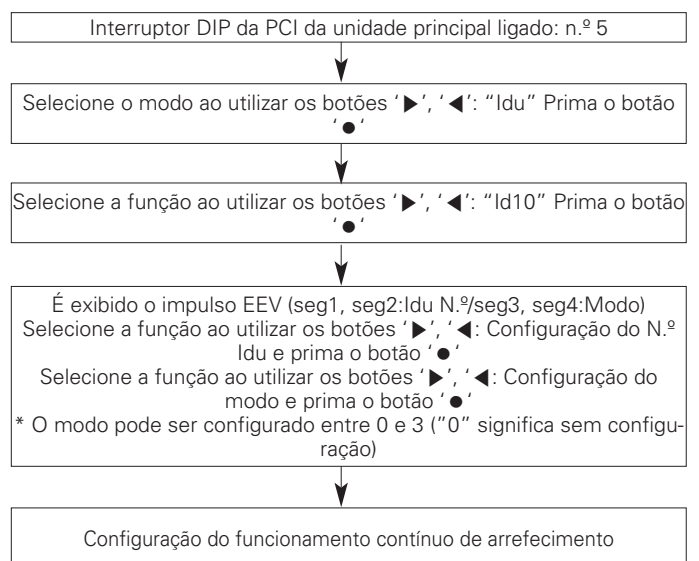 Interruptor DIP da PCI da unidade principal ligado: n.º 5
Selecione o modo ao utilizar os botões ‘▶’, ‘◀’: “Idu” Prima o botão
‘ ● ‘
Selecione a função ao utilizar os botões ‘▶’, ‘◀’: “Id10” Prima o botão
‘ ● ‘
É exibido o impulso EEV (seg1, seg2:Idu N.º/seg3, seg4:Modo)
Selecione a função ao utilizar os botões ‘▶’, ‘◀: Configuração do N.º
Idu e prima o botão ‘ ● ‘
Selecione a função ao utilizar os botões ‘▶’, ‘◀: Configuração do
modo e prima o botão ‘ ● ‘
* O modo pode ser configurado entre 0 e 3 (“0” significa sem configu-
ração)
Configuração do funcionamento contínuo de arrefecimento